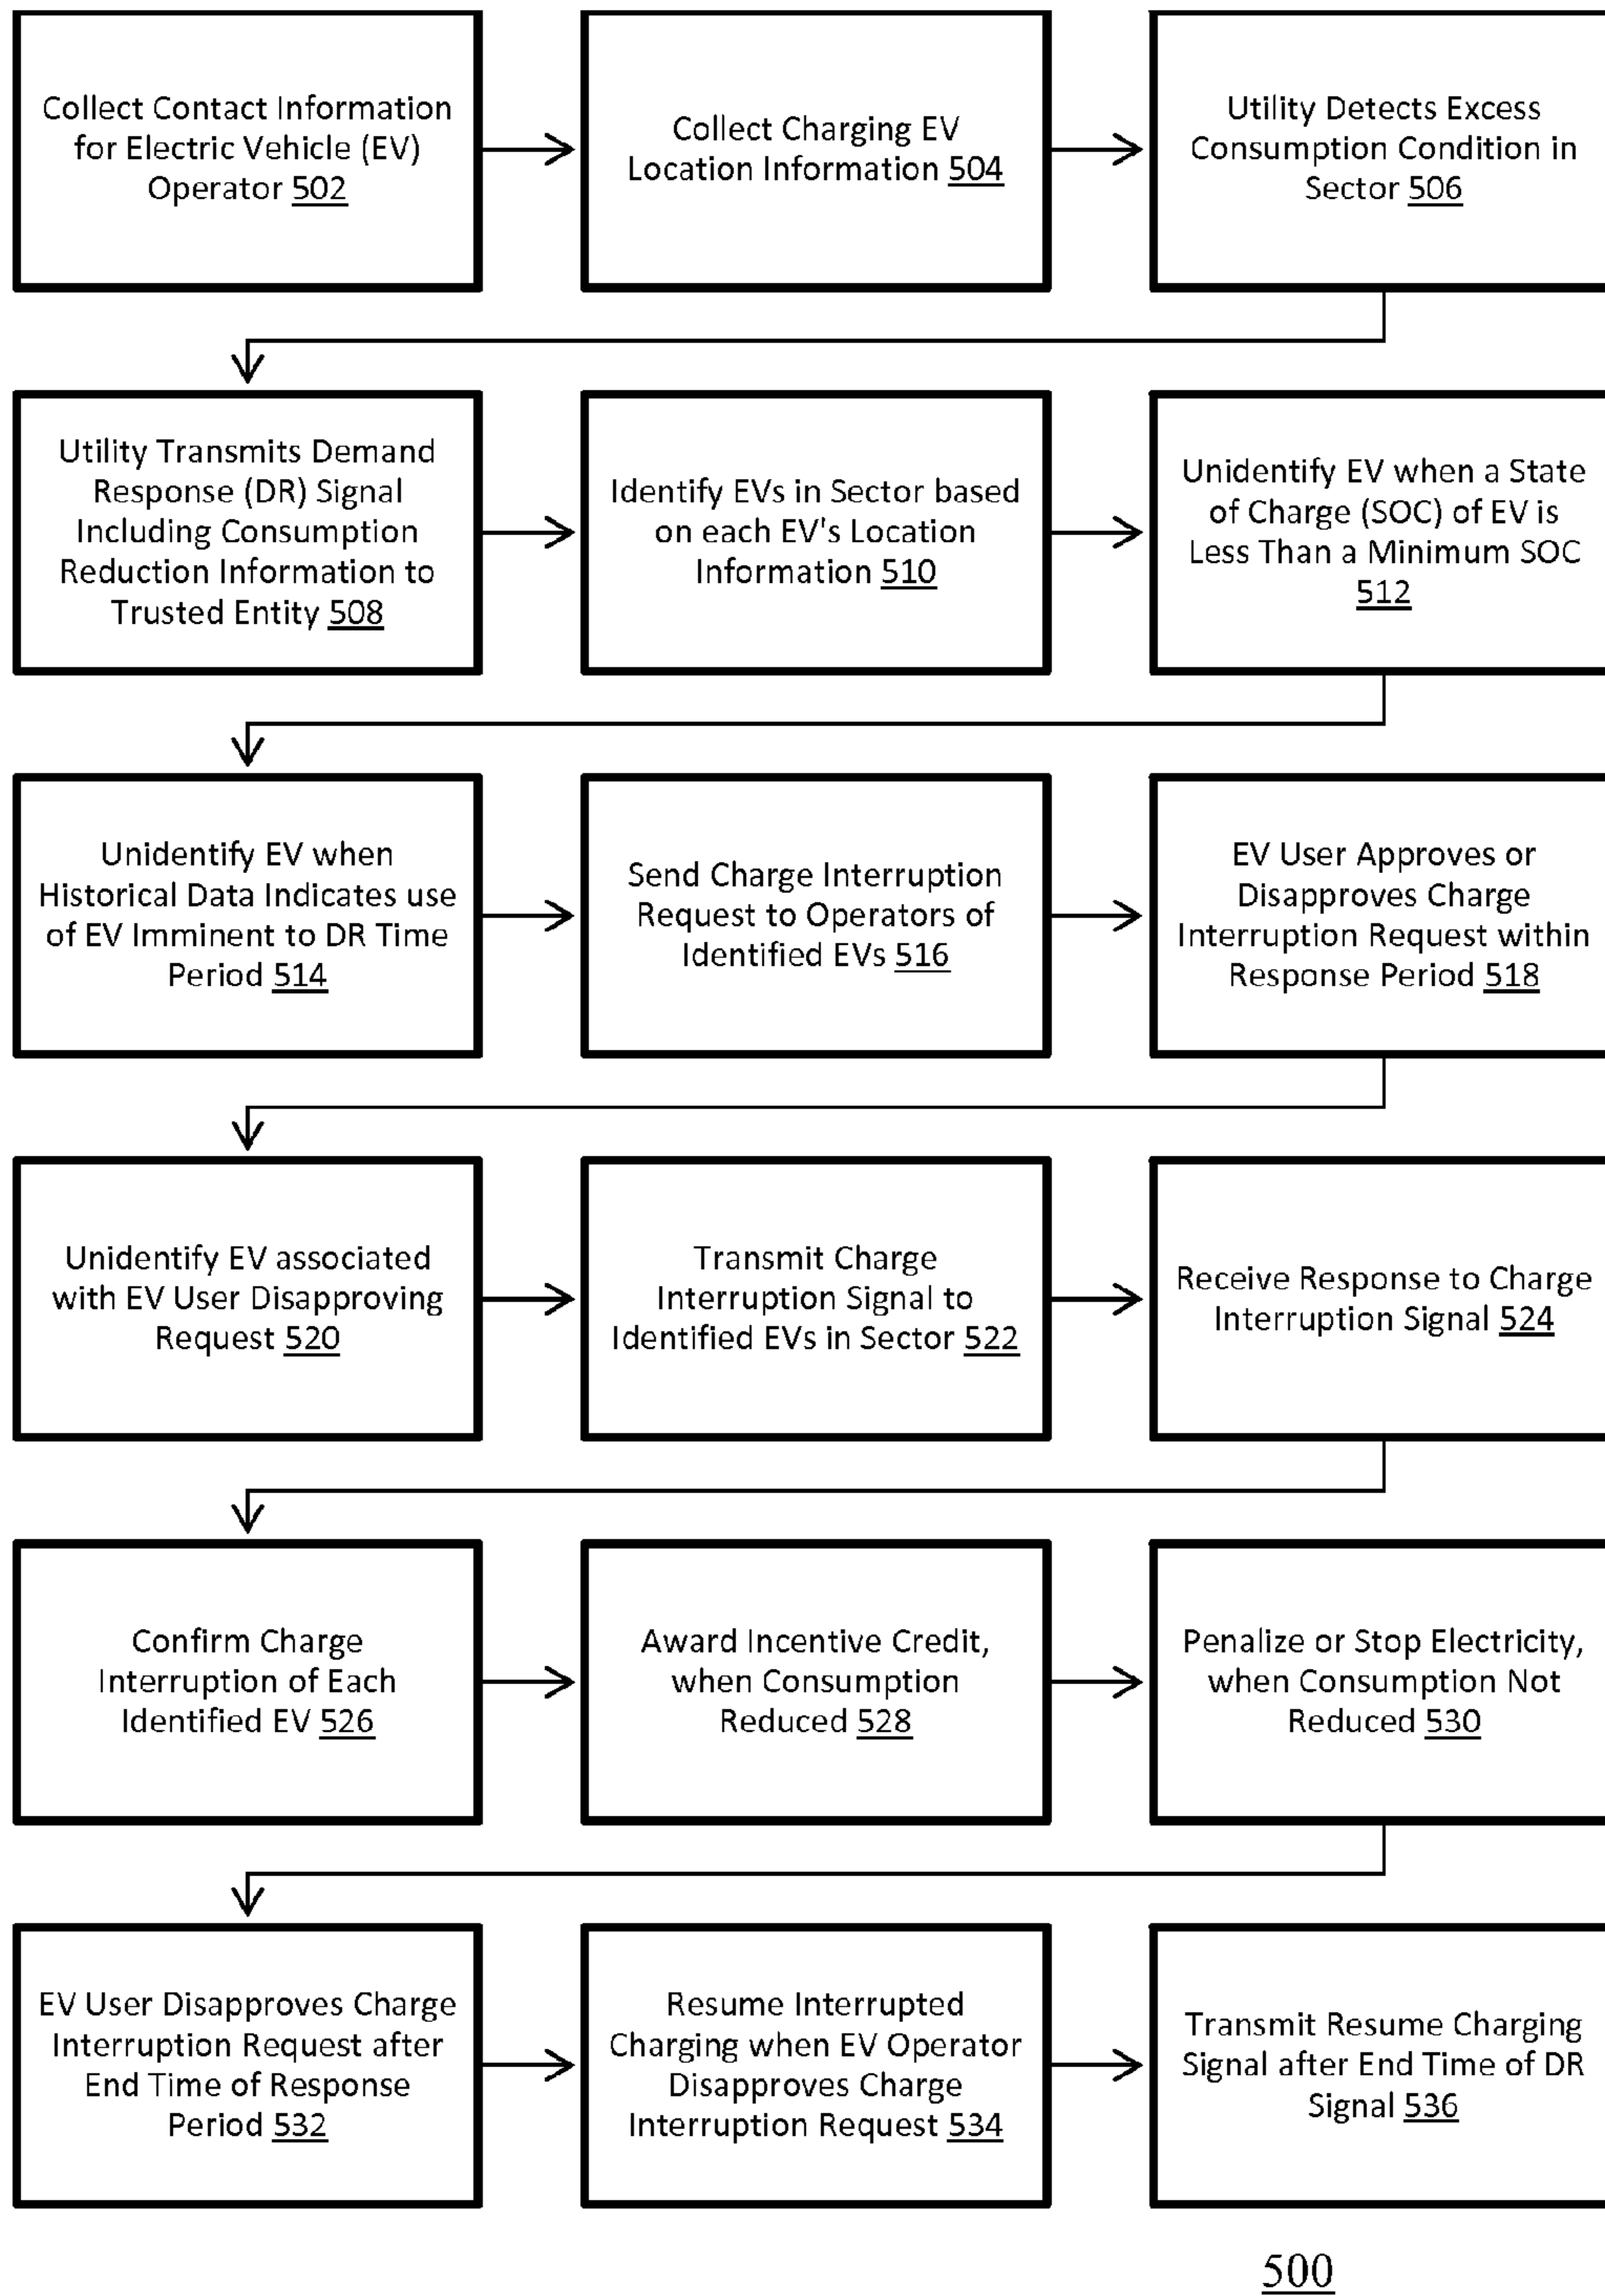 Collect Contact Information
for Electric Vehicle (EV)
Operator 502
Collect Charging EV
Location Information 504
Utility Detects Excess
Consumption Condition in
Sector 506
Utility Transmits Demand
Response (DR) Signal
Including Consumption
Reduction Information to
Trusted Entity 508
Identify EVs in Sector based
on each EV's Location
Information 510
Unidentify EV when a State
of Charge (SOC) of EV is
Less Than a Minimum SOC
512
Unidentify EV when
Historical Data Indicates use
of EV Imminent to DR Time
Period 514
Send Charge Interruption
Request to Operators of
Identified EVs 516
EV User Approves or
Disapproves Charge
Interruption Request within
Response Period 518
Unidentify EV associated
with EV User Disapproving
Request 520
Transmit Charge
Interruption Signal to
Identified EVs in Sector 522
Receive Response to Charge
Interruption Signal 524
Confirm Charge
Interruption of Each
Identified EV 526
Award Incentive Credit,
when Consumption
Reduced 528
Penalize or Stop Electricity,
when Consumption Not
Reduced 530
EV User Disapproves Charge
Interruption Request after
End Time of Response
Period 532
Resume Interrupted
Charging when EV Operator
Disapproves Charge
Interruption Request 534
Transmit Resume Charging
Signal after End Time of DR
Signal 536
500